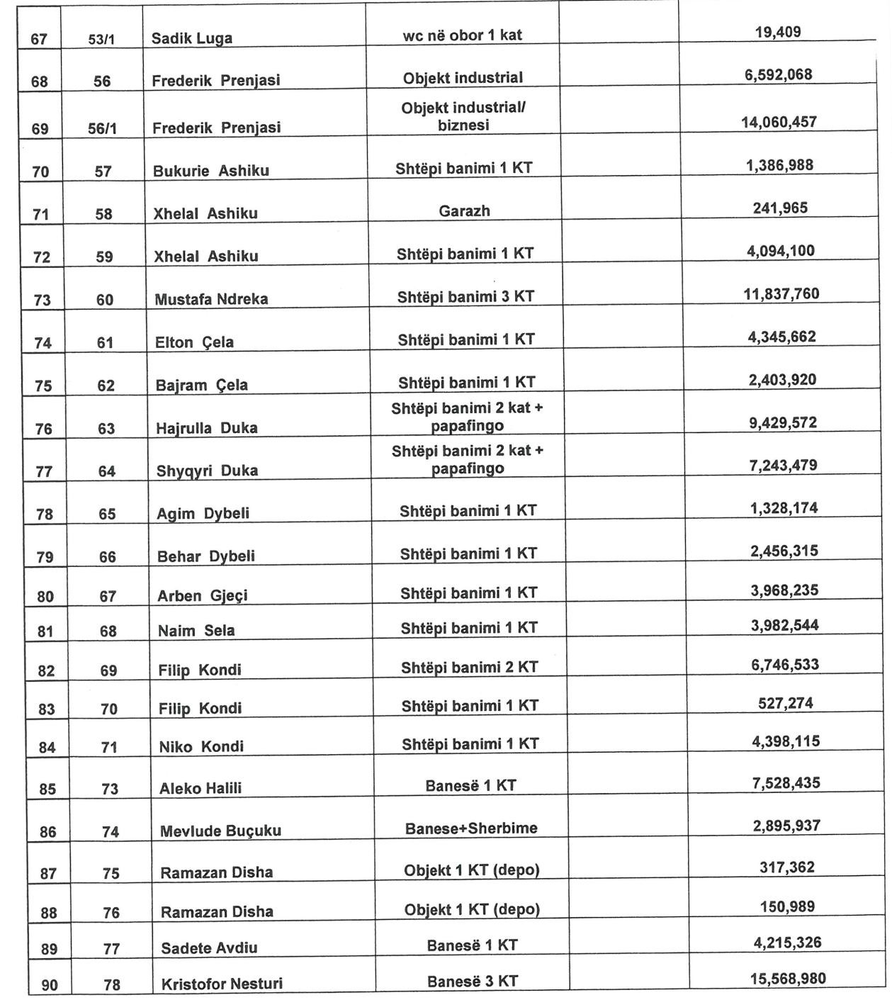 67 53/1 Sadik Luga wc në obor 1 kat 19,409
68 56 Frederik Prenjasi Objekt industrial 6,592,068
69 56/1 Frederik Prenjasi Objekt industrial/
biznesi 14,060,457
70 57 Bukurie Ashiku Shtëpi banimi 1 KT 1,386,988
71 58 Xhelal Ashiku Garazh 241,965
72 59 Xhelal Ashiku Shtëpi banimi 1 KT 4,094,100
73 60 Mustafa Ndreka Shtëpi banimi 3 KT 11,837,760
74 61 Elton Çela Shtëpi banimi 1 KT 4,345,662
75 62 Bajram Çela Shtëpi banimi 1 KT 2,403,920
76 63 Hajrulla Duka Shtëpi banimi 2 kat +
papafingo 9,429,572
77 64 Shyqyri Duka Shtëpi banimi 2 kat +
papafingo 7,243,479
78 65 Agim Dybeli Shtëpi banimi 1 KT 1,328,174
79 66 Behar Dybeli Shtëpi banimi 1 KT 2,456,315
80 67 Arben Gjeçi Shtëpi banimi 1 KT 3,968,235
81 68 Naim Sela Shtëpi banimi 1 KT 3,982,544
82 69 Filip Kondi Shtëpi banimi 2 KT 6,746,533
83 70 Filip Kondi Shtëpi banimi 1 KT 527,274
84 71 Niko Kondi Shtëpi banimi 1 KT 4,398,115
85 73 Aleko Halili Banesë 1 KT 7,528,435
86 74 Mevlude Buçuku Banese+Sherbime 2,895,937
87 75 Ramazan Disha Objekt 1 KT (depo) 317,362
88 76 Ramazan Disha Objekt 1 KT (depo) 150,989
89 77 Sadete Avdiu Banesë 1 KT 4,215,326
90 78 Kristofor Nesturi Banesë 3 KT 15,568,980